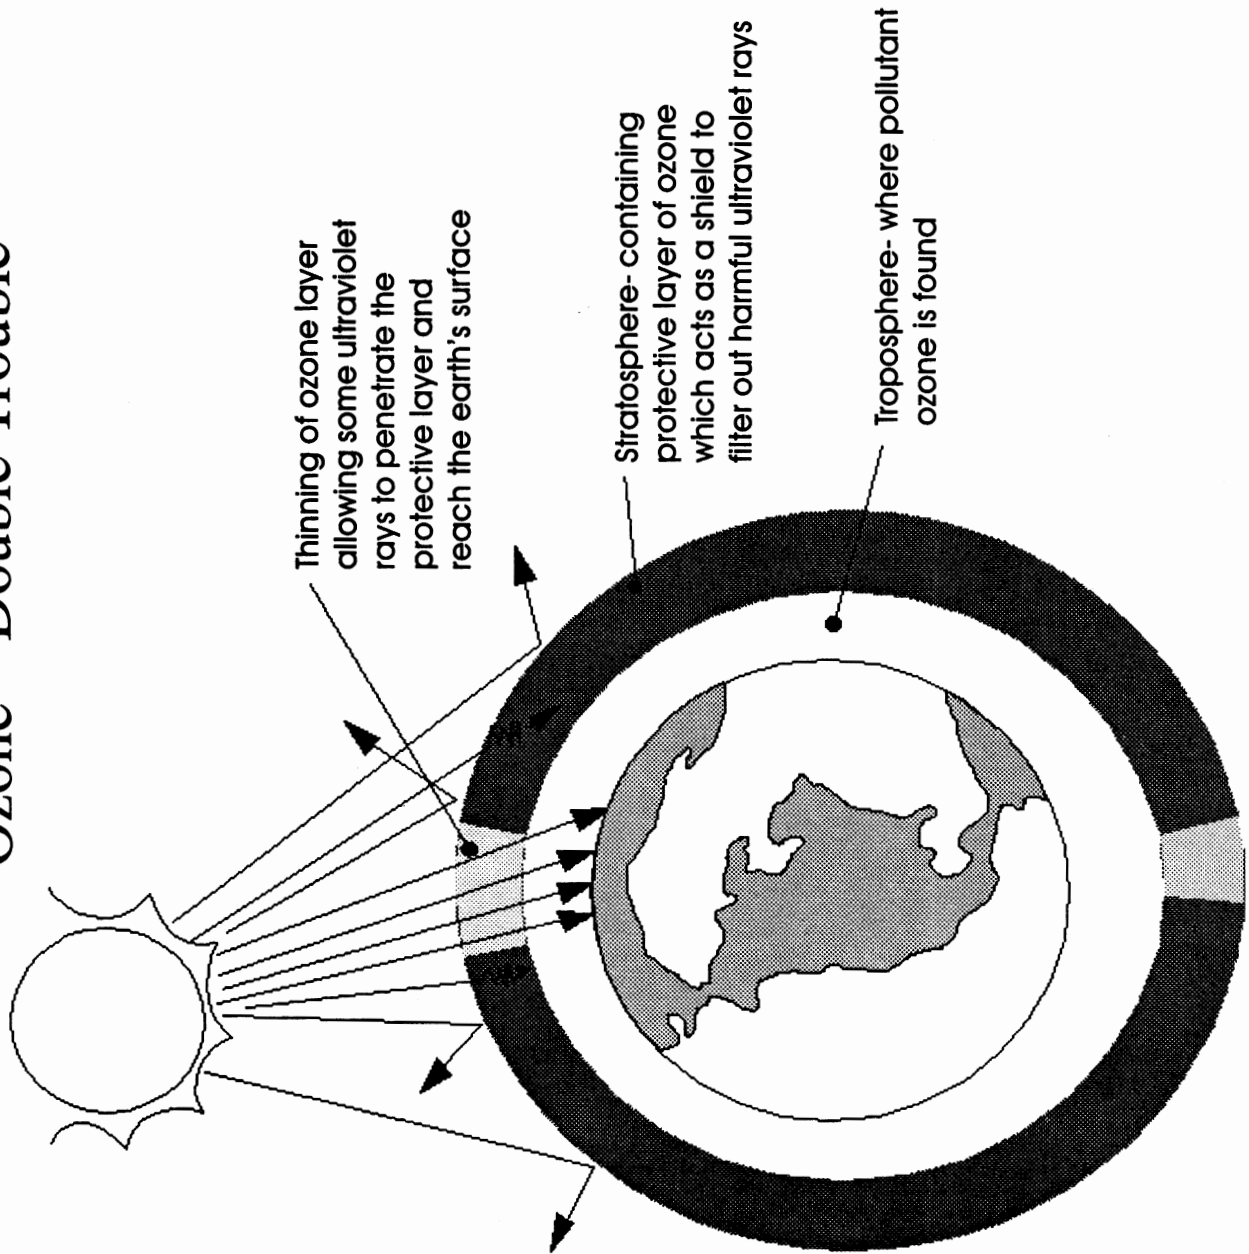 Ozone - Double Trouble
Thinning of ozone layer
allowing some ultraviolet
rays to penetrate the
protective layer and
reach the earth's surface
Stratosphere- containing
protective layer of ozone
which acts as a shield to
filter out harmful ultraviolet rays
Troposphere- where pollutant
ozone is found